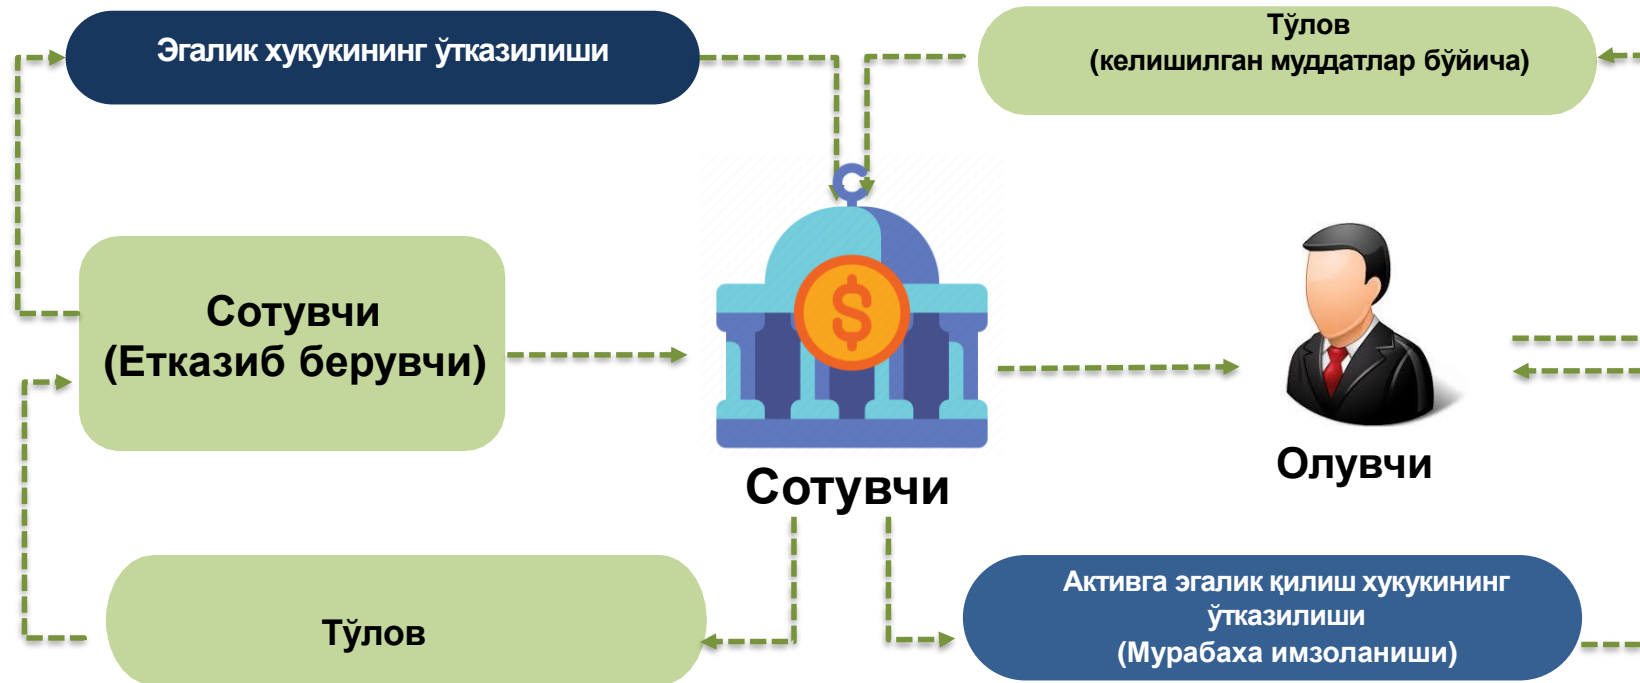 Эгалик хукукининг ўтказилиши
Тўлов
(келишилган муддатлар бўйича)
Сотувчи
(Етказиб берувчи)
$
Сотувчи
Олувчи
Тўлов
Активга эгалик қилиш хукукининг
ўтказилиши
(Мурабаха имзоланиши)